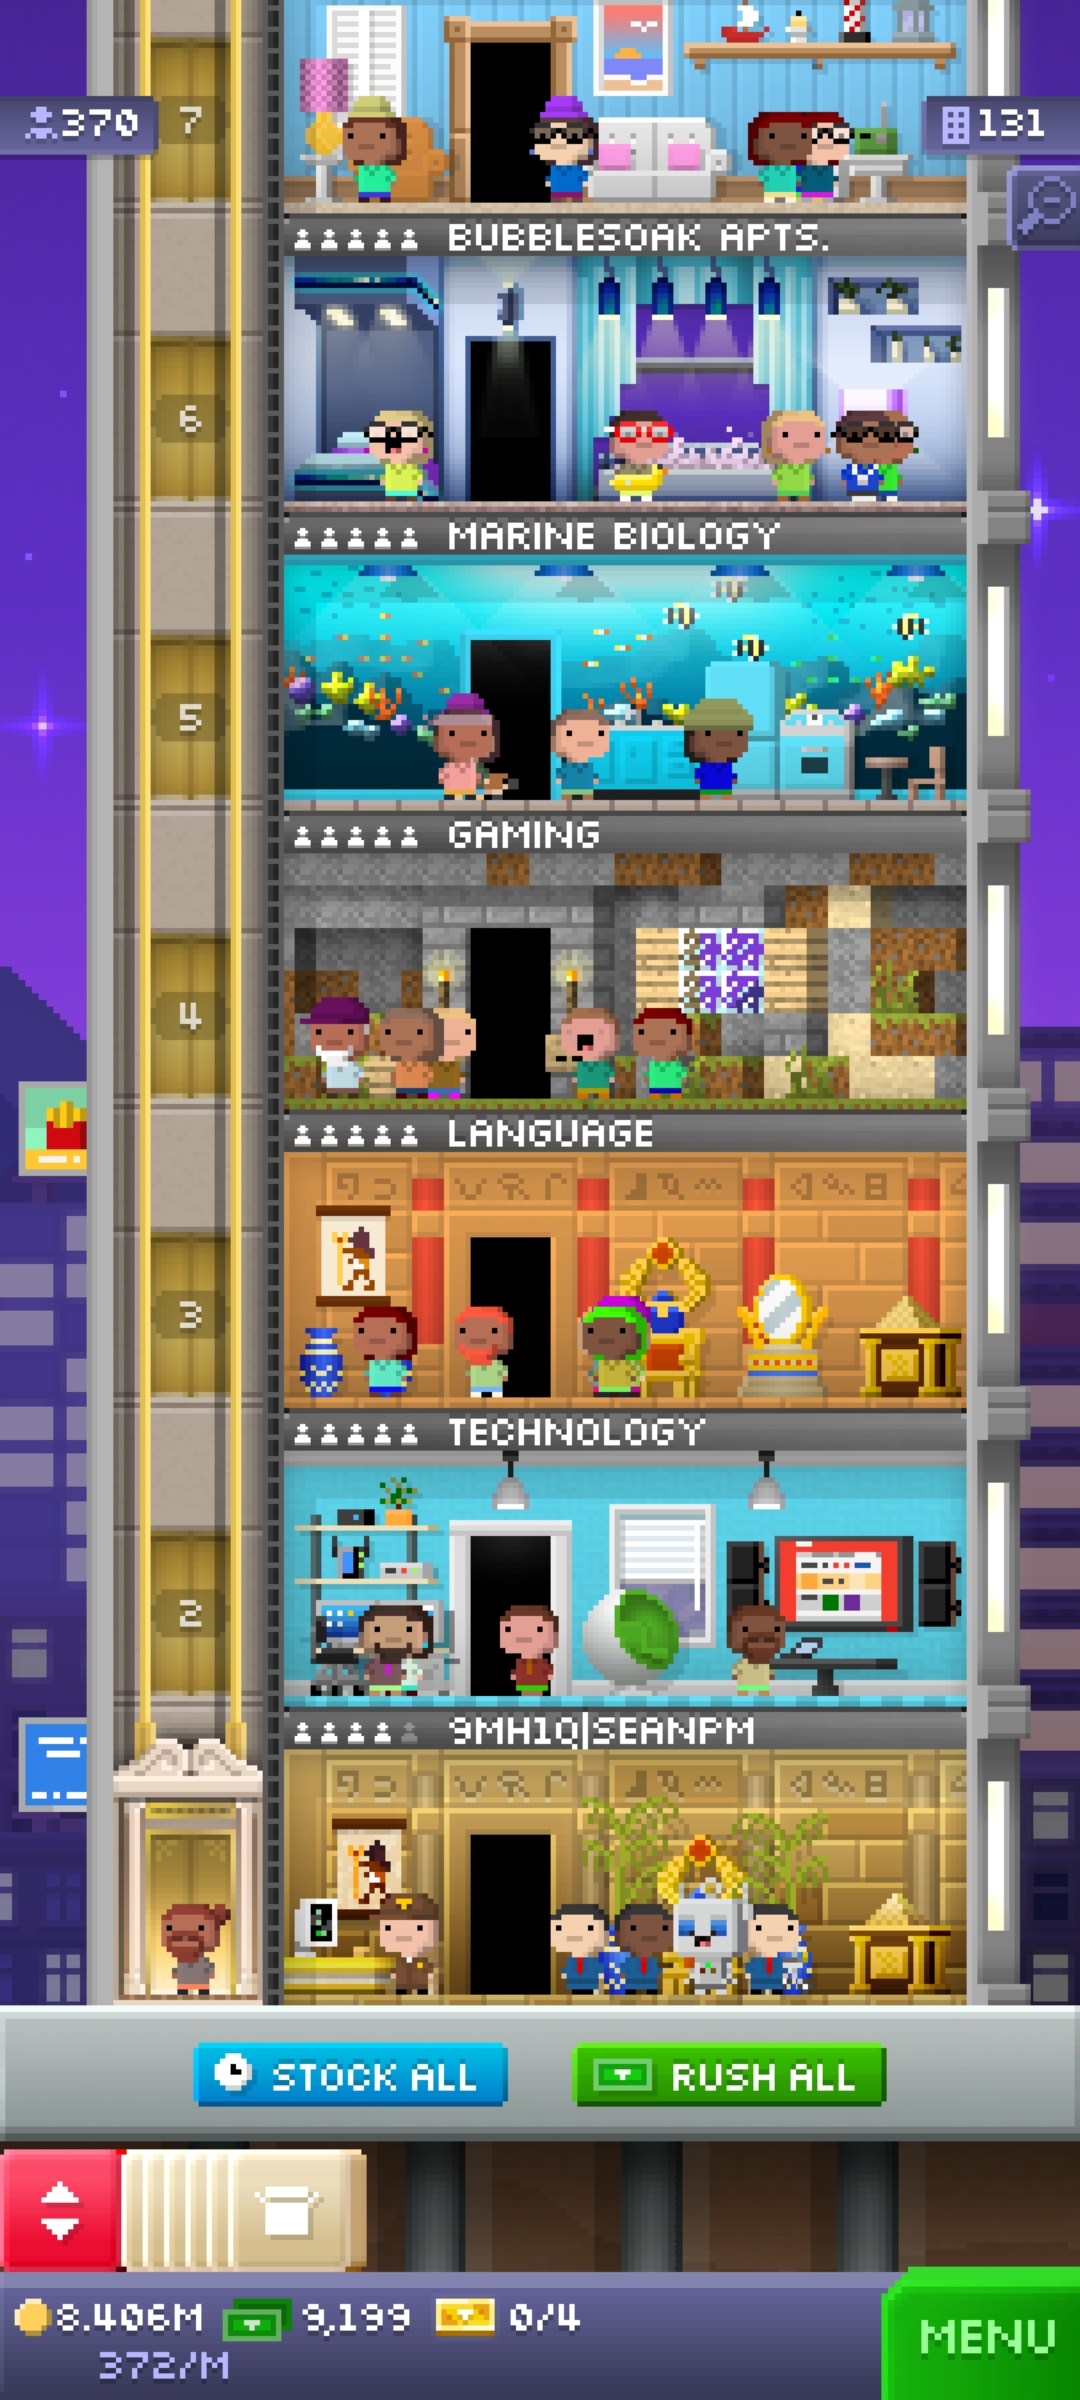 370
7
131
BUBBLESOAK APTS.
6
MARINE BIOLOGY
5
GAMING
4
LANGUAGE
3
TECHNOLOGY
2
9MH1Q|SEANPM
STOCK ALL
RUSH ALL
8.406M
9,199
0/4
MENU
372/M